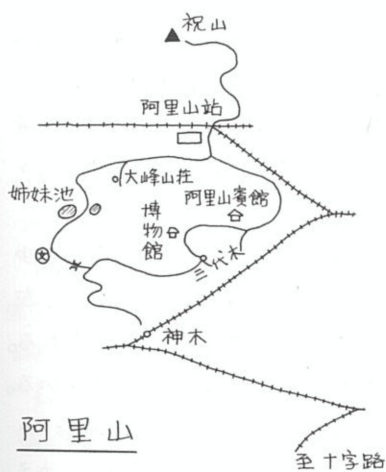 祝山
阿里山站
大峰山荘
姉妹池
阿里山賓館
博物館
三代木
神木
阿里山
至十字路